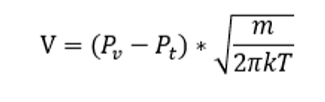 V = (P_v − P_t) * √(m / 2πkT)